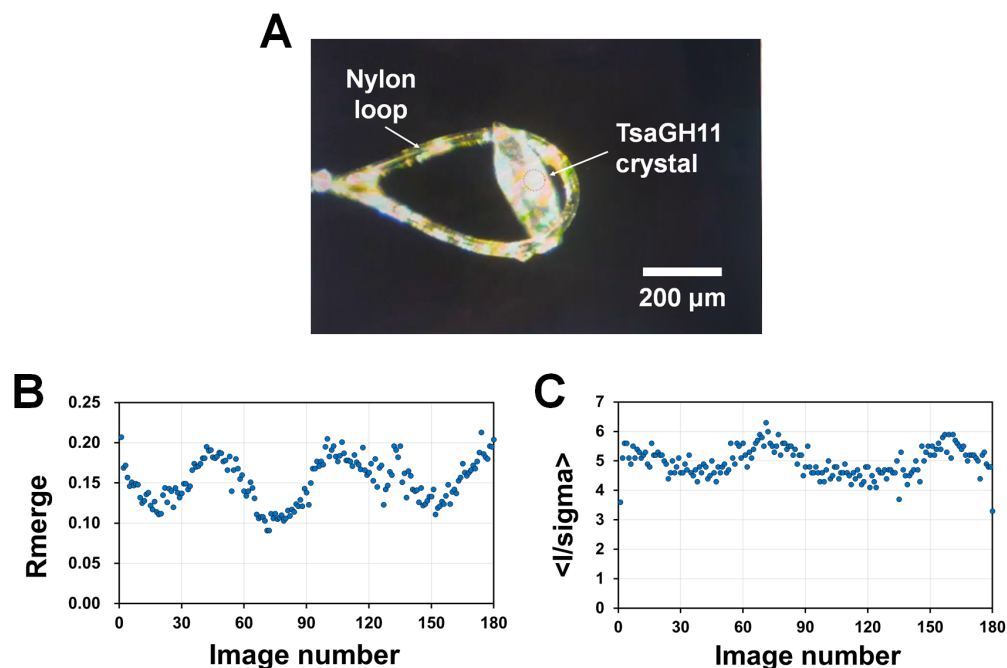 A
Nylon
loop
TsaGH11
crystal
200 µm
B
Rmerge
0.25
0.20
0.15
0.10
0.05
0.00
0
30
60
90
120
150
180
Image number
C
<I/sigma>
7
6
5
4
3
2
1
0
0
30
60
90
120
150
180
Image number